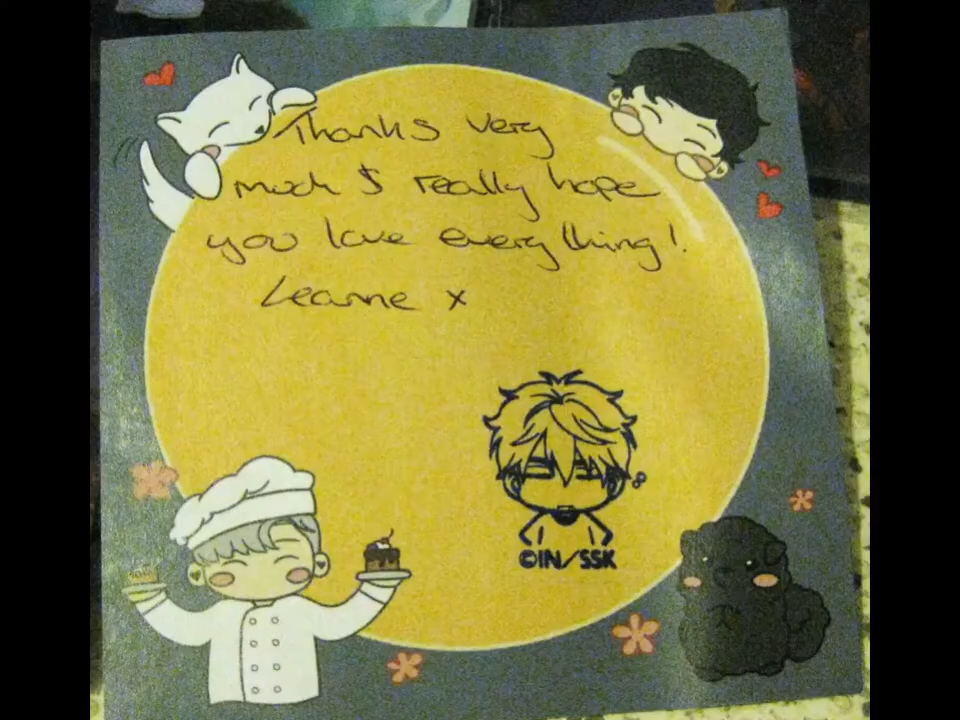 Thanks very
much & really hope
you love everything!
Leanne x
©IN/SSK